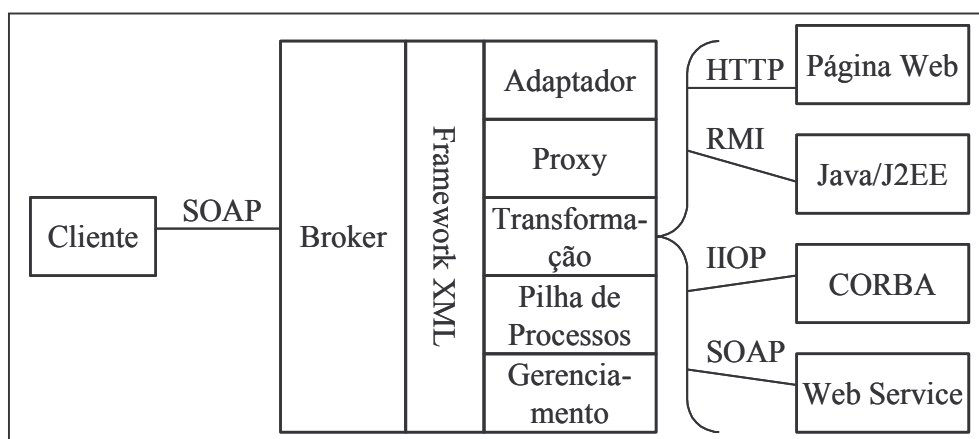 Cliente
SOAP
Broker
Framework XML
Adaptador
Proxy
Transforma-
ção
Pilha de
Processos
Gerencia-
mento
HTTP
Página Web
RMI
Java/J2EE
IIOP
CORBA
SOAP
Web Service